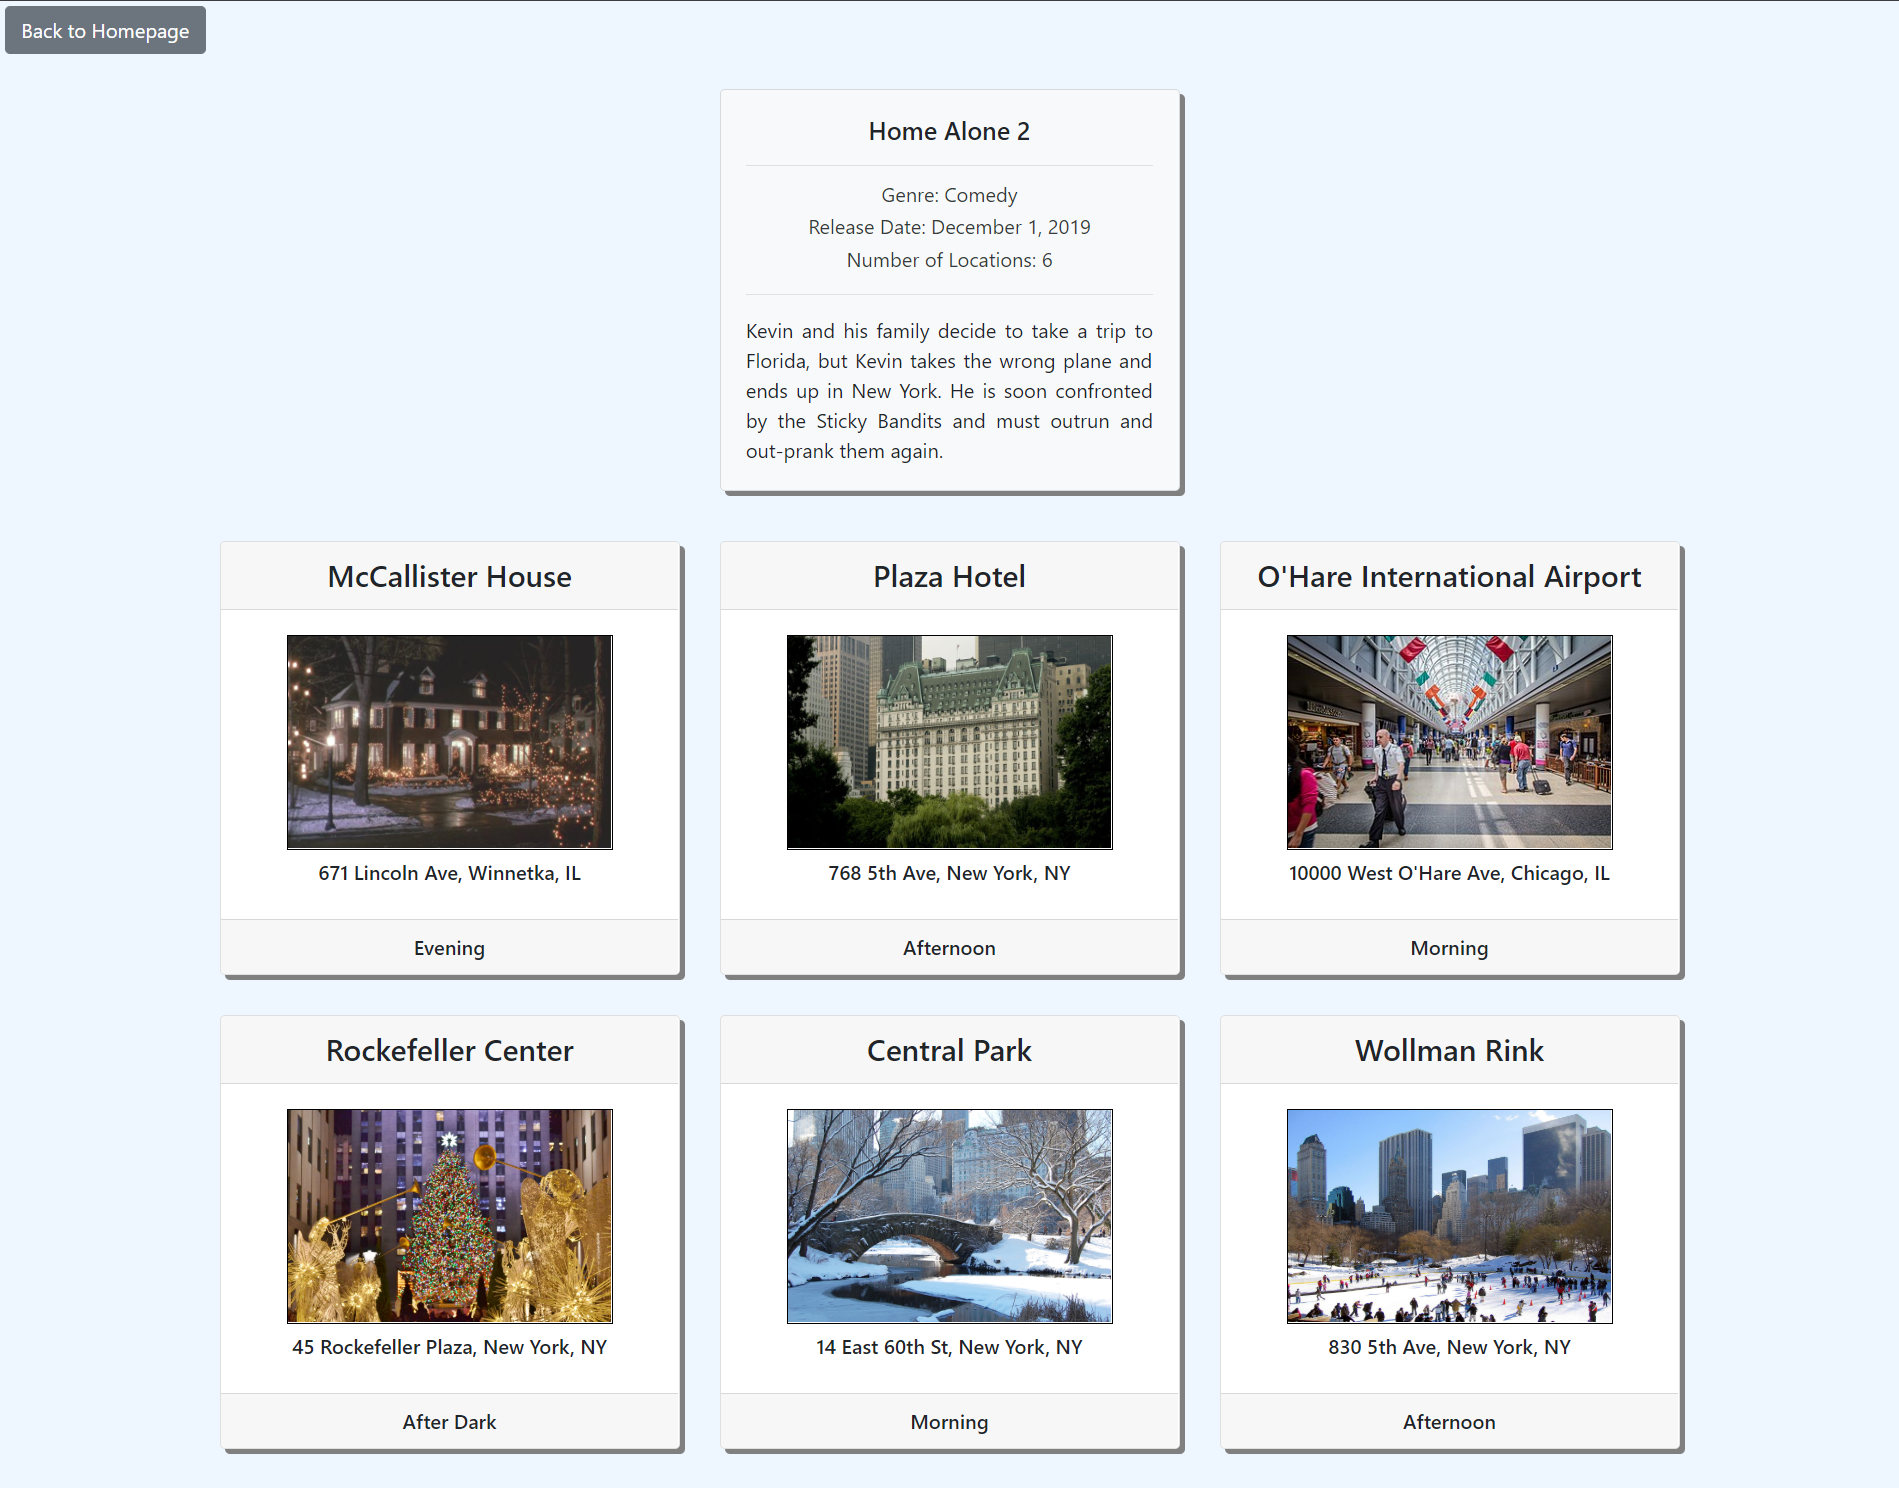 Back to Homepage
Home Alone 2
Genre: Comedy
Release Date: December 1, 2019
Number of Locations: 6
Kevin and his family decide to take a trip to
Florida, but Kevin takes the wrong plane and
ends up in New York. He is soon confronted
by the Sticky Bandits and must outrun and
out-prank them again.
McCallister House
671 Lincoln Ave, Winnetka, IL
Evening
Plaza Hotel
768 5th Ave, New York, NY
Afternoon
O'Hare International Airport
10000 West O'Hare Ave, Chicago, IL
Morning
Rockefeller Center
45 Rockefeller Plaza, New York, NY
After Dark
Central Park
14 East 60th St, New York, NY
Morning
Wollman Rink
830 5th Ave, New York, NY
Afternoon